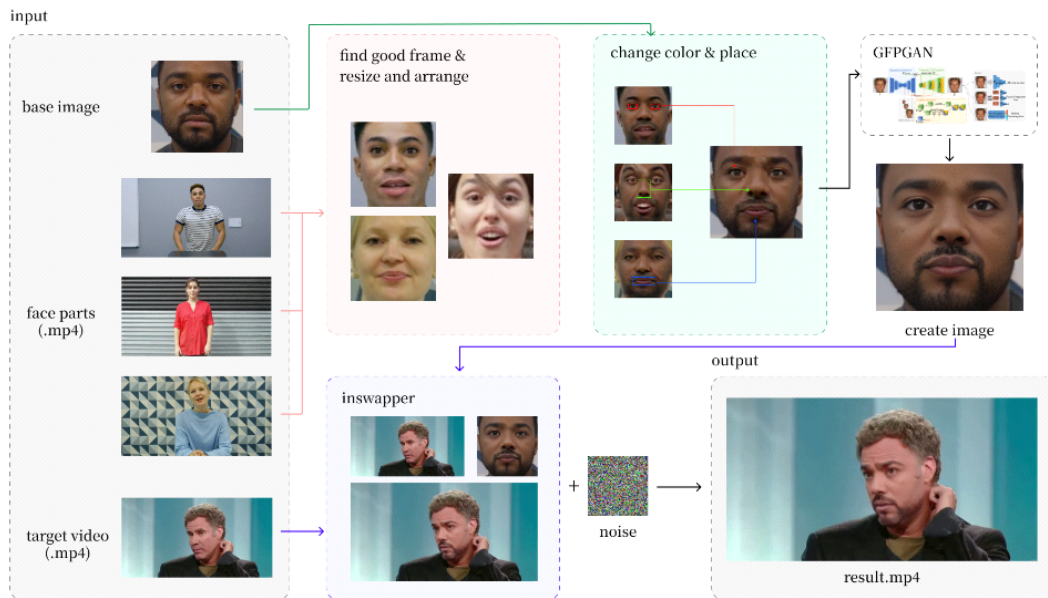 input
base image
face parts
(.mp4)
target video
(.mp4)
find good frame &
resize and arrange
change color & place
GFPGAN
create image
inswapper
+
noise
output
result.mp4